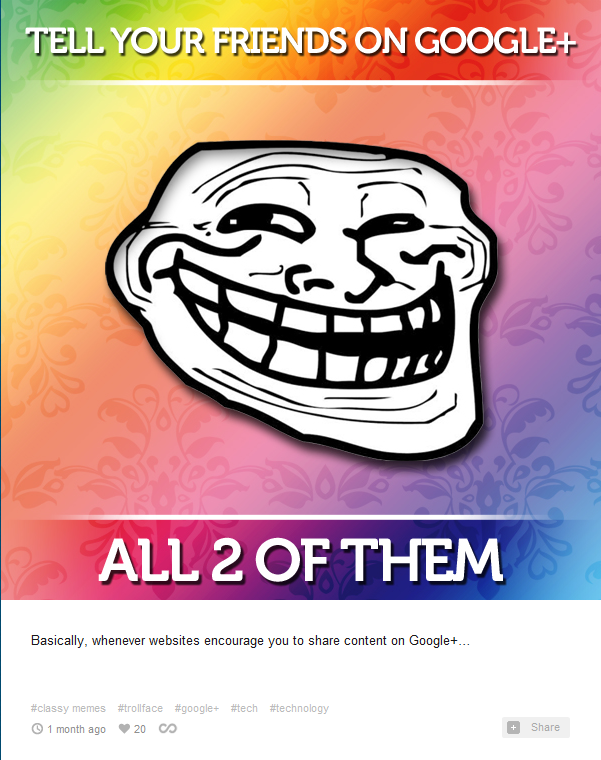 TELL YOUR FRIENDS ON GOOGLE+
ALL 2 OF THEM
Basically, whenever websites encourage you to share content on Google+...
#classy memes #trollface #google+ #tech #technology
1 month ago 20
Share